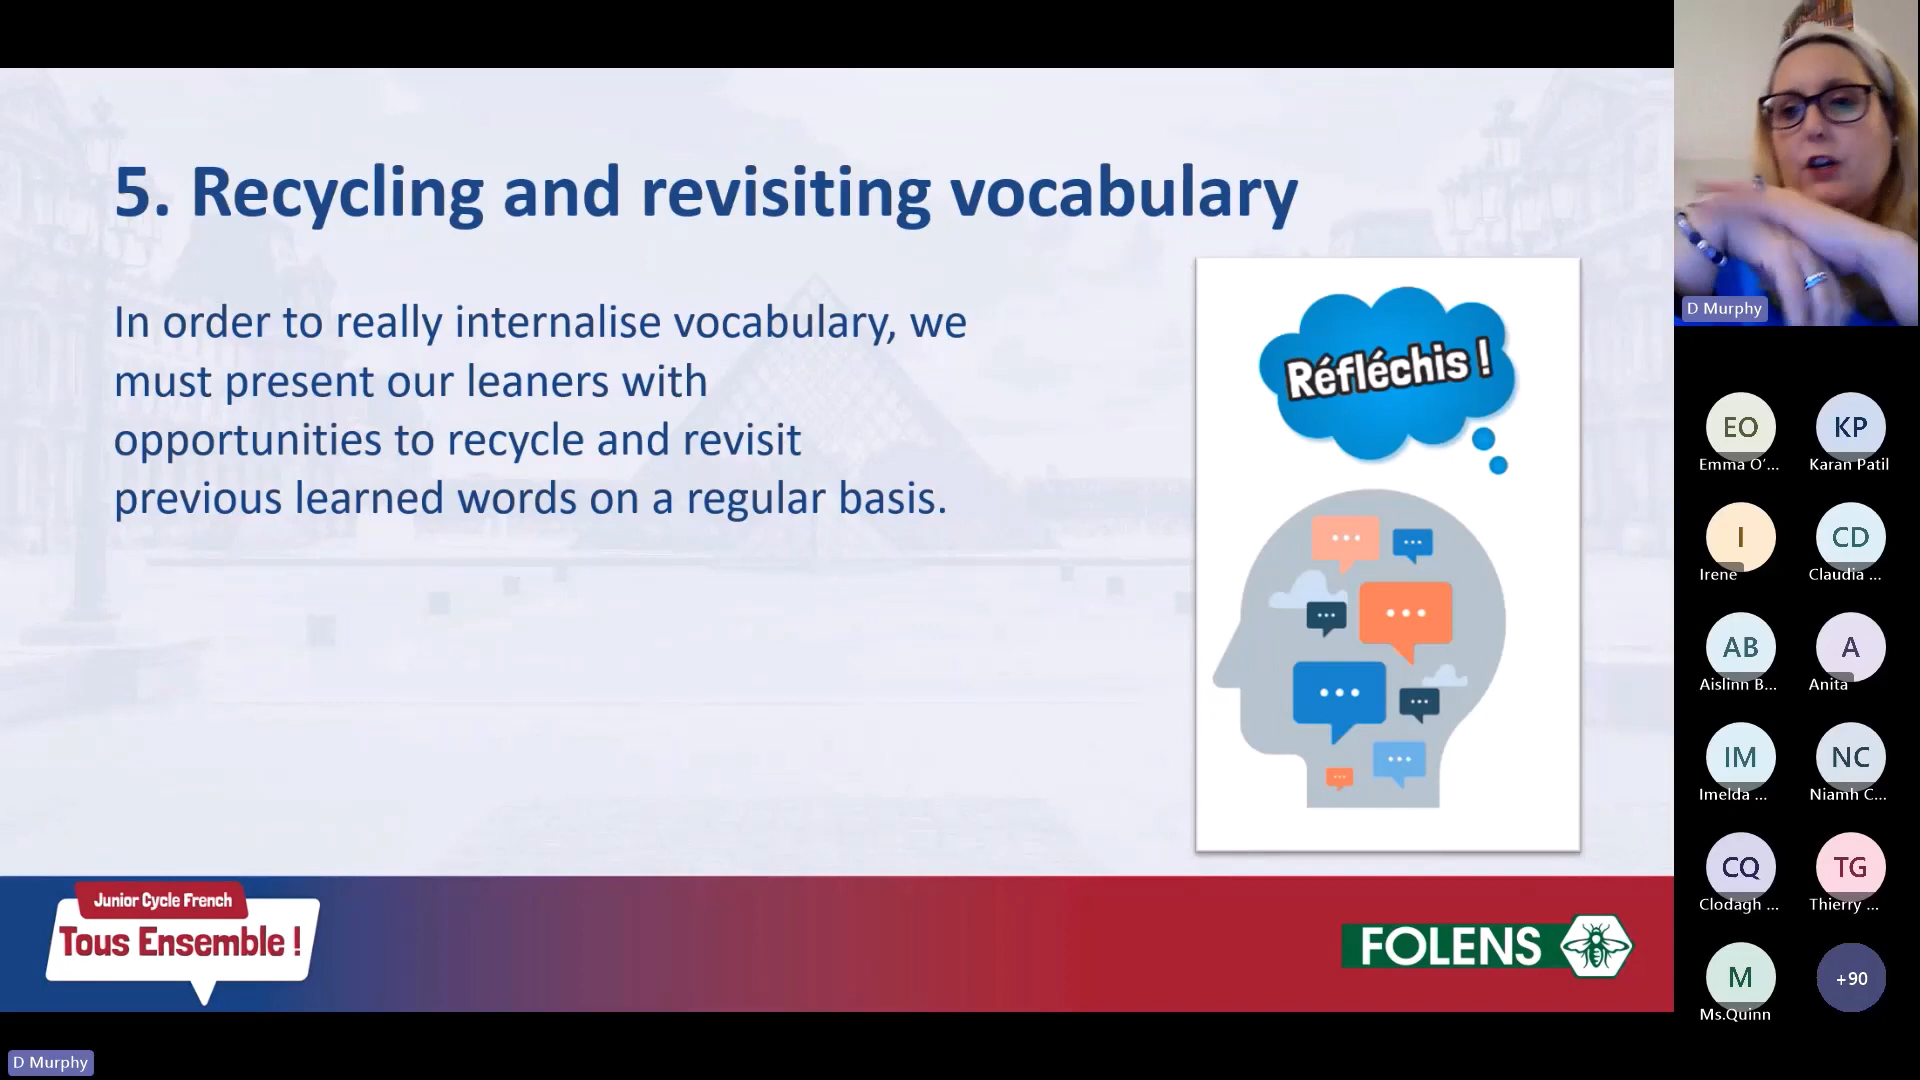 5. Recycling and revisiting vocabulary
In order to really internalise vocabulary, we
must present our leaners with
opportunities to recycle and revisit
previous learned words on a regular basis.
Réfléchis !
Junior Cycle French
Tous Ensemble !
FOLENS
D Murphy
EO
Emma O'...
KP
Karan Patil
I
Irene
CD
Claudia ...
AB
Aislinn B...
A
Anita
IM
Imelda ...
NC
Niamh C...
CQ
Clodagh ...
TG
Thierry ...
M
Ms.Quinn
+90
D Murphy